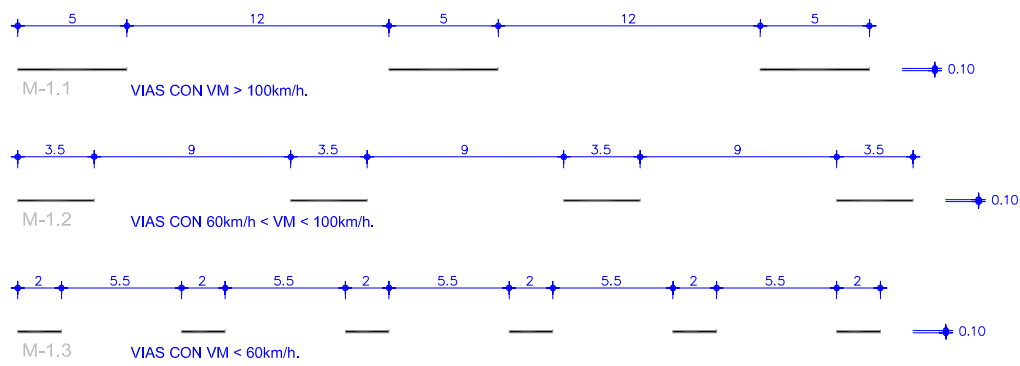 5 12 5 12 5
0.10
M-1.1 VIAS CON VM > 100km/h.
3.5 9 3.5 9 3.5 9 3.5
0.10
M-1.2 VIAS CON 60km/h < VM < 100km/h.
2 5.5 2 5.5 2 5.5 2 5.5 2 5.5 2
0.10
M-1.3 VIAS CON VM < 60km/h.